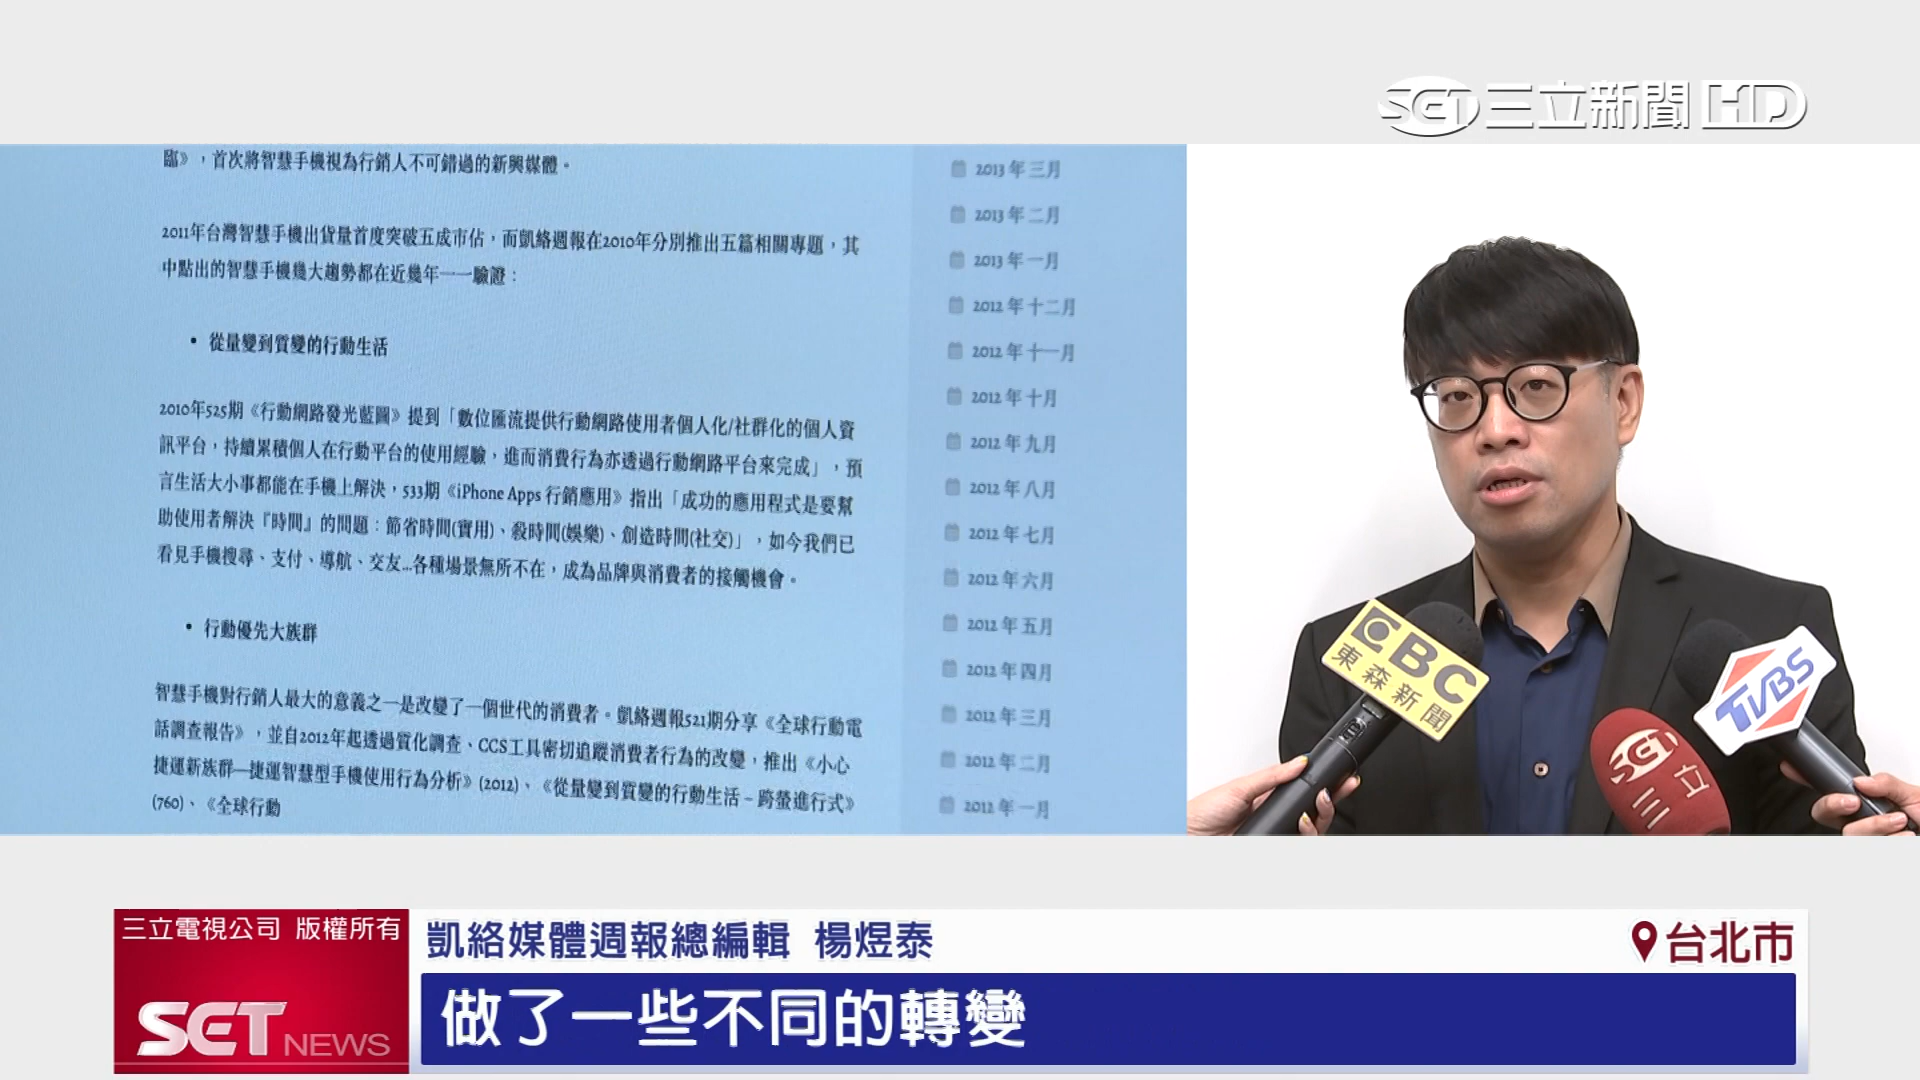 SET三立新聞HD
臨》，首次將智慧手機視為行銷人不可錯過的新興媒體。
2011年台灣智慧手機出貨量首度突破五成市佔，而凱絡週報在2010年分別推出五篇相關專題，其
中點出的智慧手機幾大趨勢都在近幾年一一驗證：
• 從量變到質變的行動生活
2010年525期《行動網路發光藍圖》提到「數位匯流提供行動網路使用者個人化/社群化的個人資
訊平台，持續累積個人在行動平台的使用經驗，進而消費行為亦透過行動網路平台來完成」，預
言生活大小事都能在手機上解決，533期《iPhone Apps 行銷應用》指出「成功的應用程式是要幫
助使用者解決『時間』的問題：節省時間(實用)、殺時間(娛樂)、創造時間(社交)」，如今我們已
看見手機搜尋、支付、導航、交友...各種場景無所不在，成為品牌與消費者的接觸機會。
• 行動優先大族群
智慧手機對行銷人最大的意義之一是改變了一個世代的消費者。凱絡週報521期分享《全球行動電
話調查報告》，並自2012年起透過質化調查、CCS工具密切追蹤消費者行為的改變，推出《小心
捷運新族群—捷運智慧型手機使用行為分析》(2012)、《從量變到質變的行動生活 – 跨螢進行式》
(760)、《全球行動
2013 年 三月
2013 年 二月
2013 年 一月
2012 年 十二月
2012 年 十一月
2012 年 十月
2012 年 九月
2012 年 八月
2012 年 七月
2012 年 六月
2012 年 五月
2012 年 四月
2012 年 三月
2012 年 二月
2012 年 一月
EBC
東森新聞
SET
三立
TVBS
三立電視公司 版權所有
SET NEWS
凱絡媒體週報總編輯 楊煜泰
台北市
做了一些不同的轉變